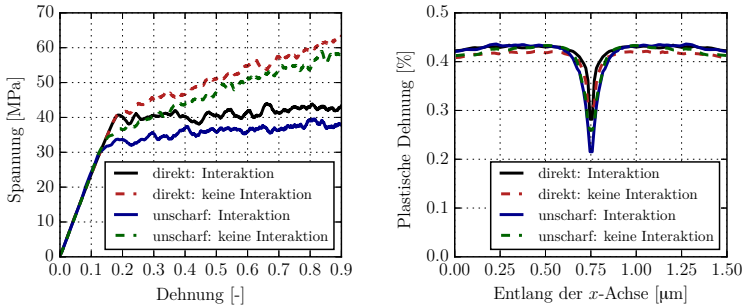 70
60
50
40
30
20
10
0
Spannung [MPa]
direkt: Interaktion
direkt: keine Interaktion
unscharf: Interaktion
unscharf: keine Interaktion
0.0 0.1 0.2 0.3 0.4 0.5 0.6 0.7 0.8 0.9
Dehnung [-]
0.5
0.4
0.3
0.2
0.1
0.0
Plastische Dehnung [%]
direkt: Interaktion
direkt: keine Interaktion
unscharf: Interaktion
unscharf: keine Interaktion
0.00 0.25 0.50 0.75 1.00 1.25 1.50
Entlang der x-Achse [µm]